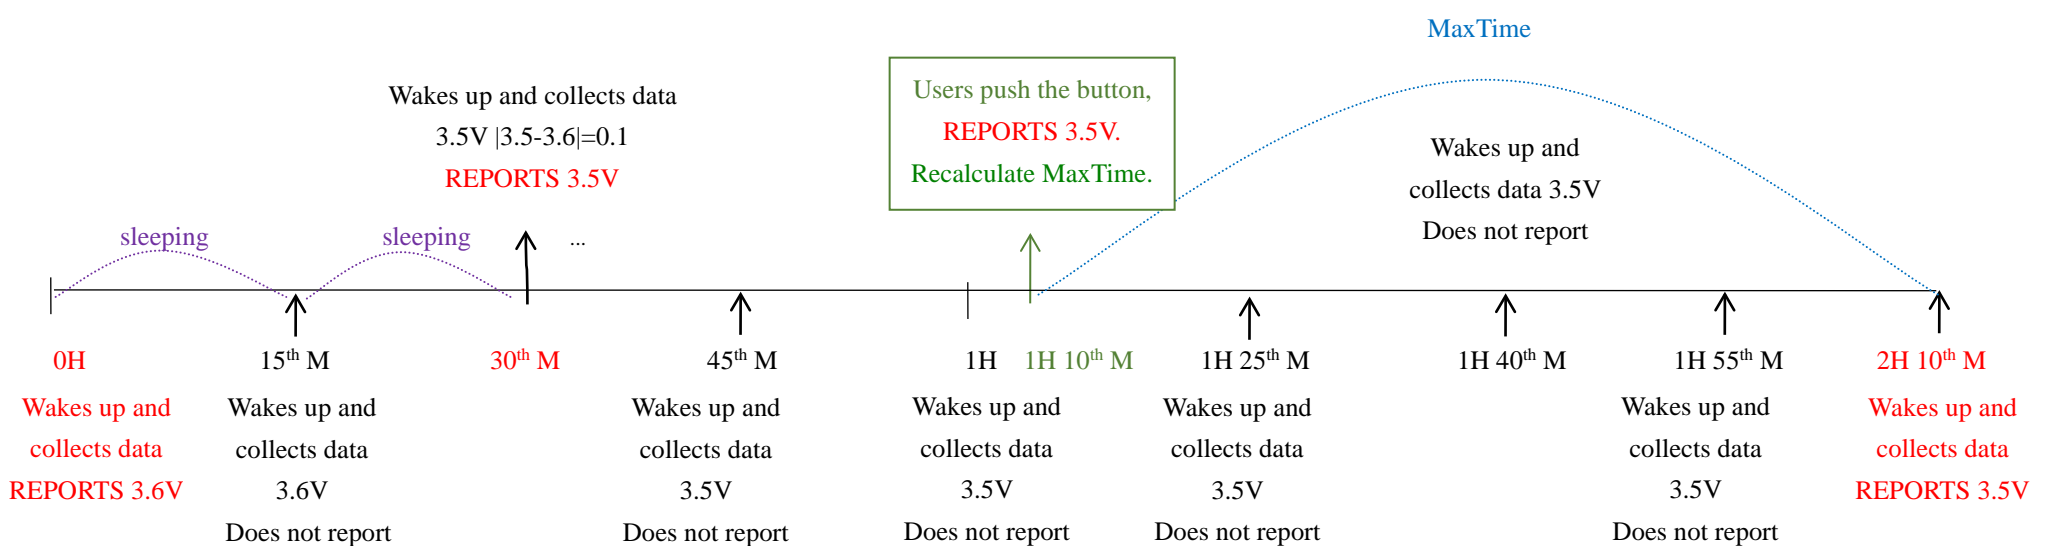 MaxTime
Wakes up and collects data
3.5V |3.5-3.6|=0.1
REPORTS 3.5V
Users push the button,
REPORTS 3.5V.
Recalculate MaxTime.
Wakes up and
collects data 3.5V
Does not report
sleeping
sleeping
...
0H
Wakes up and
collects data
REPORTS 3.6V
15th M
Wakes up and
collects data
3.6V
Does not report
30th M
45th M
Wakes up and
collects data
3.5V
Does not report
1H
Wakes up and
collects data
3.5V
Does not report
1H 10th M
1H 25th M
Wakes up and
collects data
3.5V
Does not report
1H 40th M
1H 55th M
Wakes up and
collects data
3.5V
Does not report
2H 10th M
Wakes up and
collects data
REPORTS 3.5V